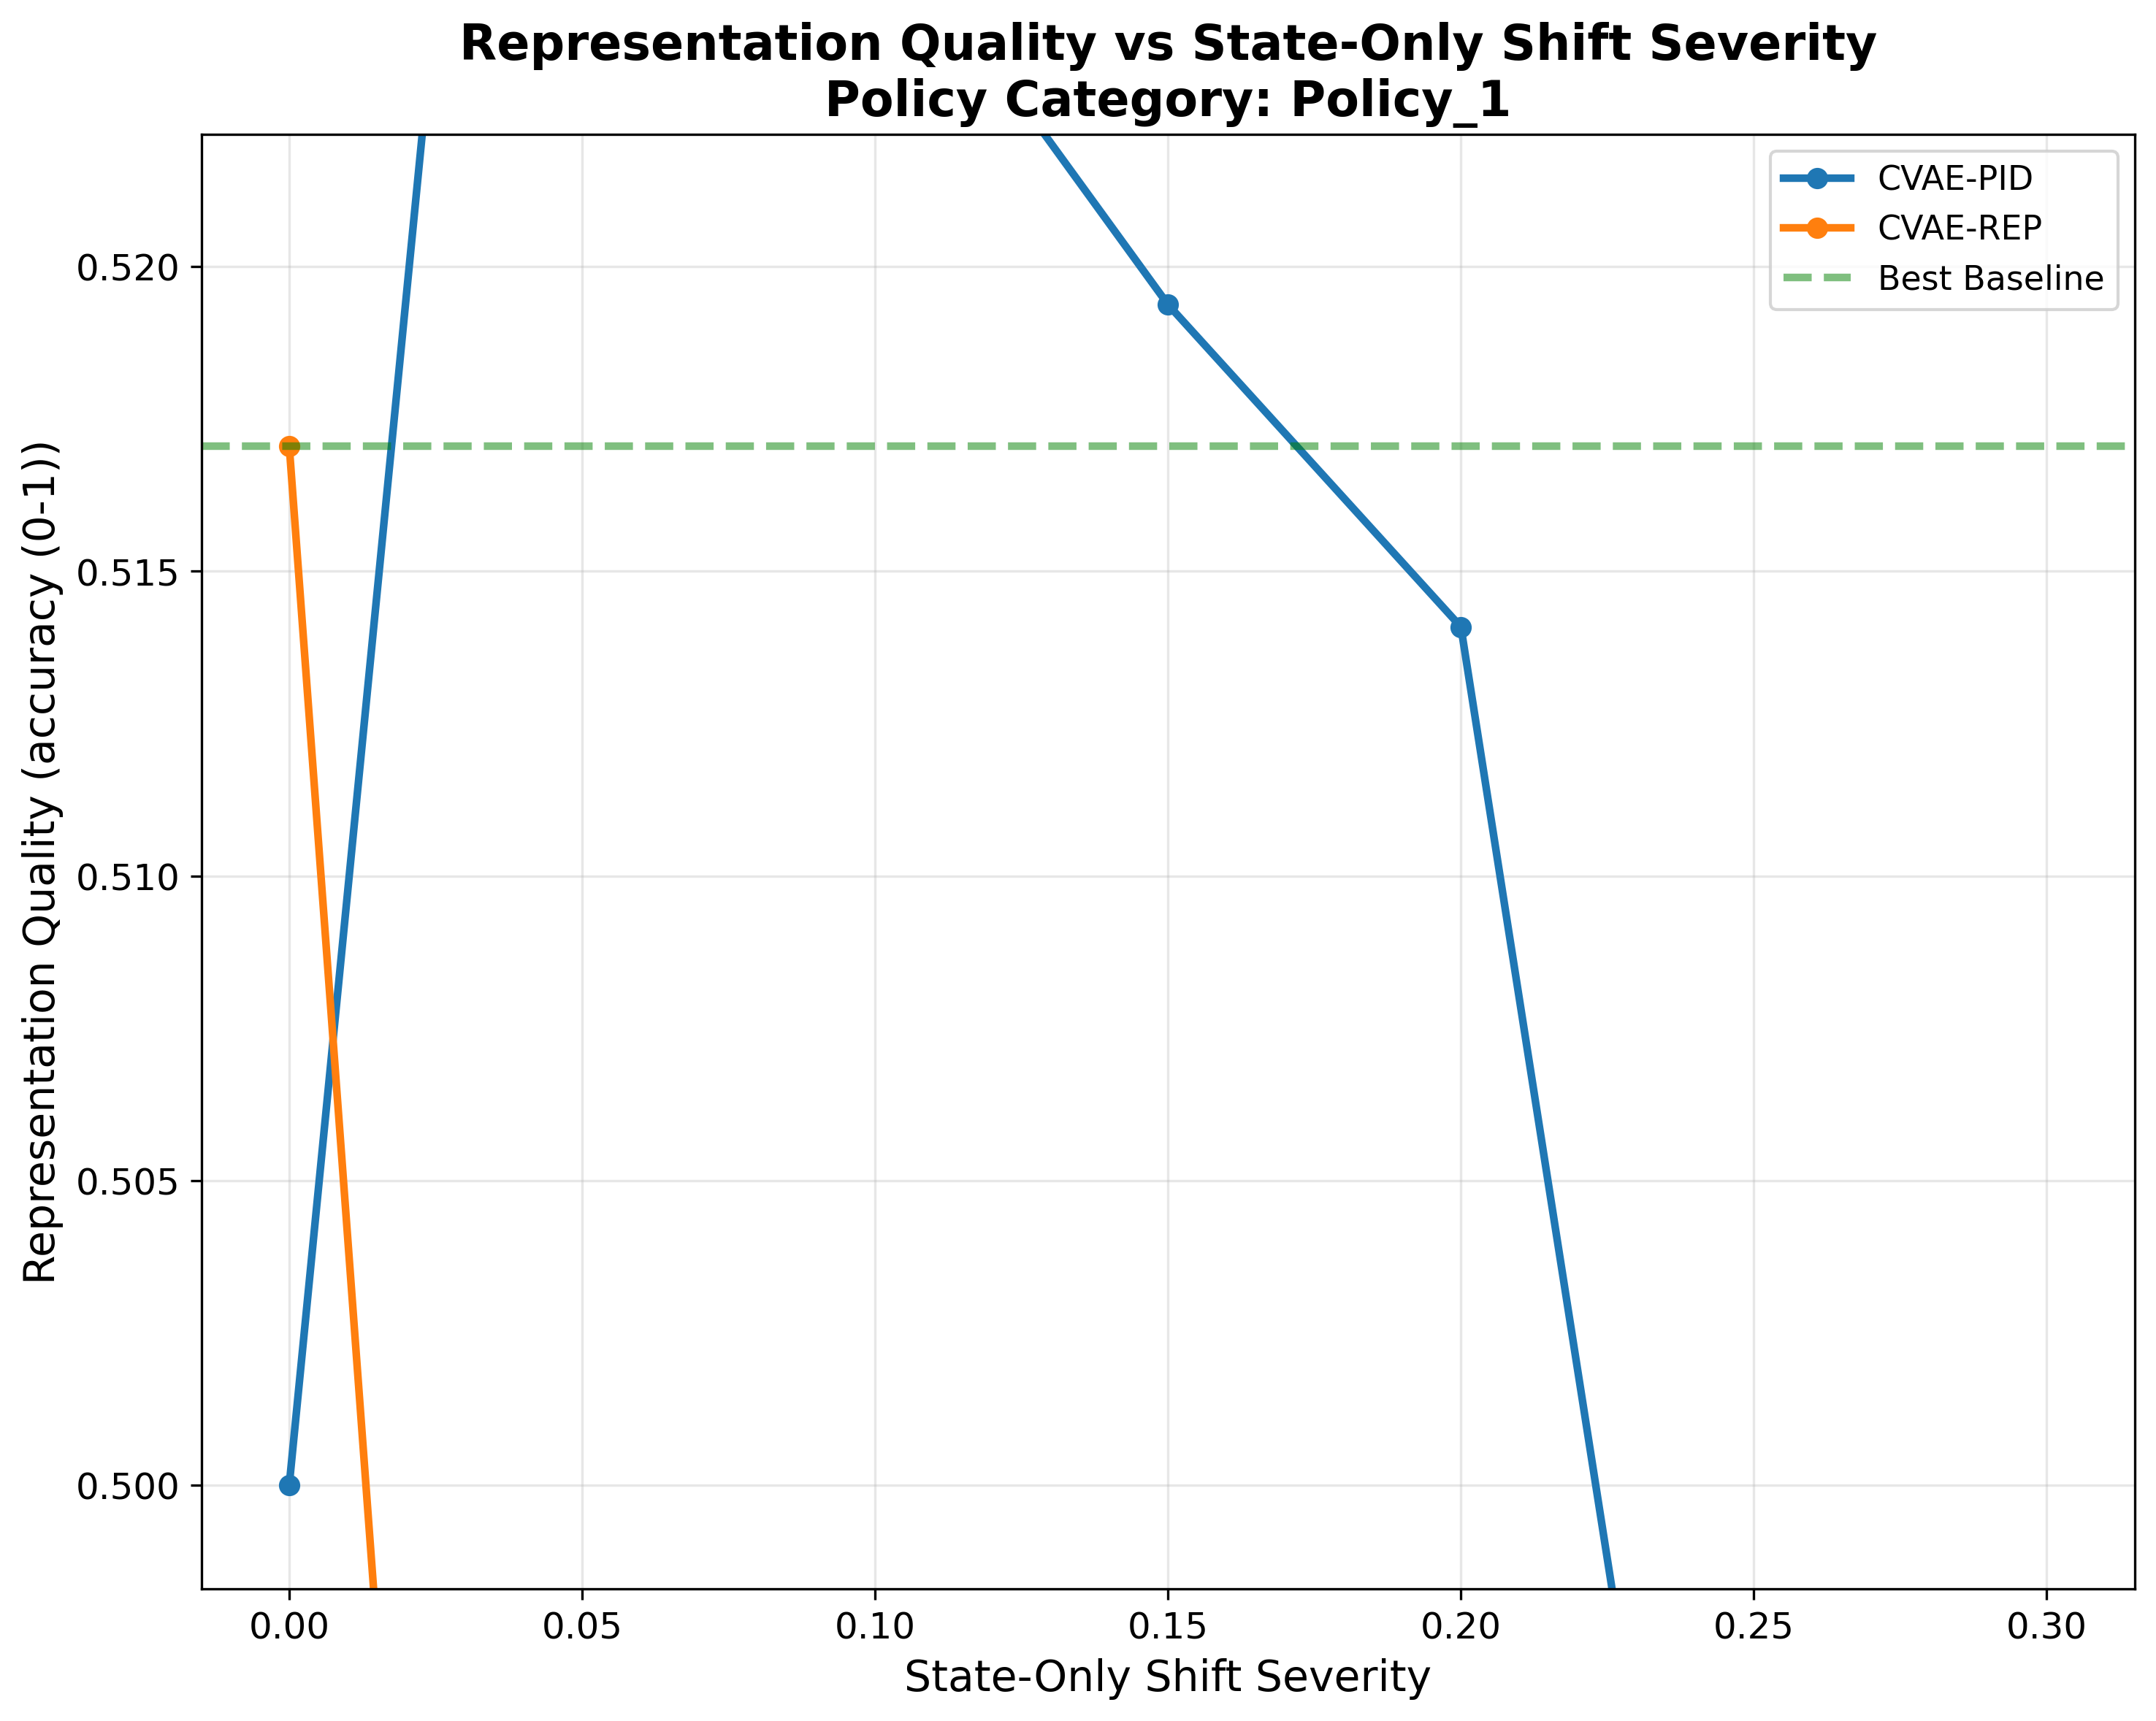 Representation Quality vs State-Only Shift Severity
Policy Category: Policy_1
CVAE-PID
CVAE-REP
Best Baseline
Representation Quality (accuracy (0-1))
0.520
0.515
0.510
0.505
0.500
0.00 0.05 0.10 0.15 0.20 0.25 0.30
State-Only Shift Severity